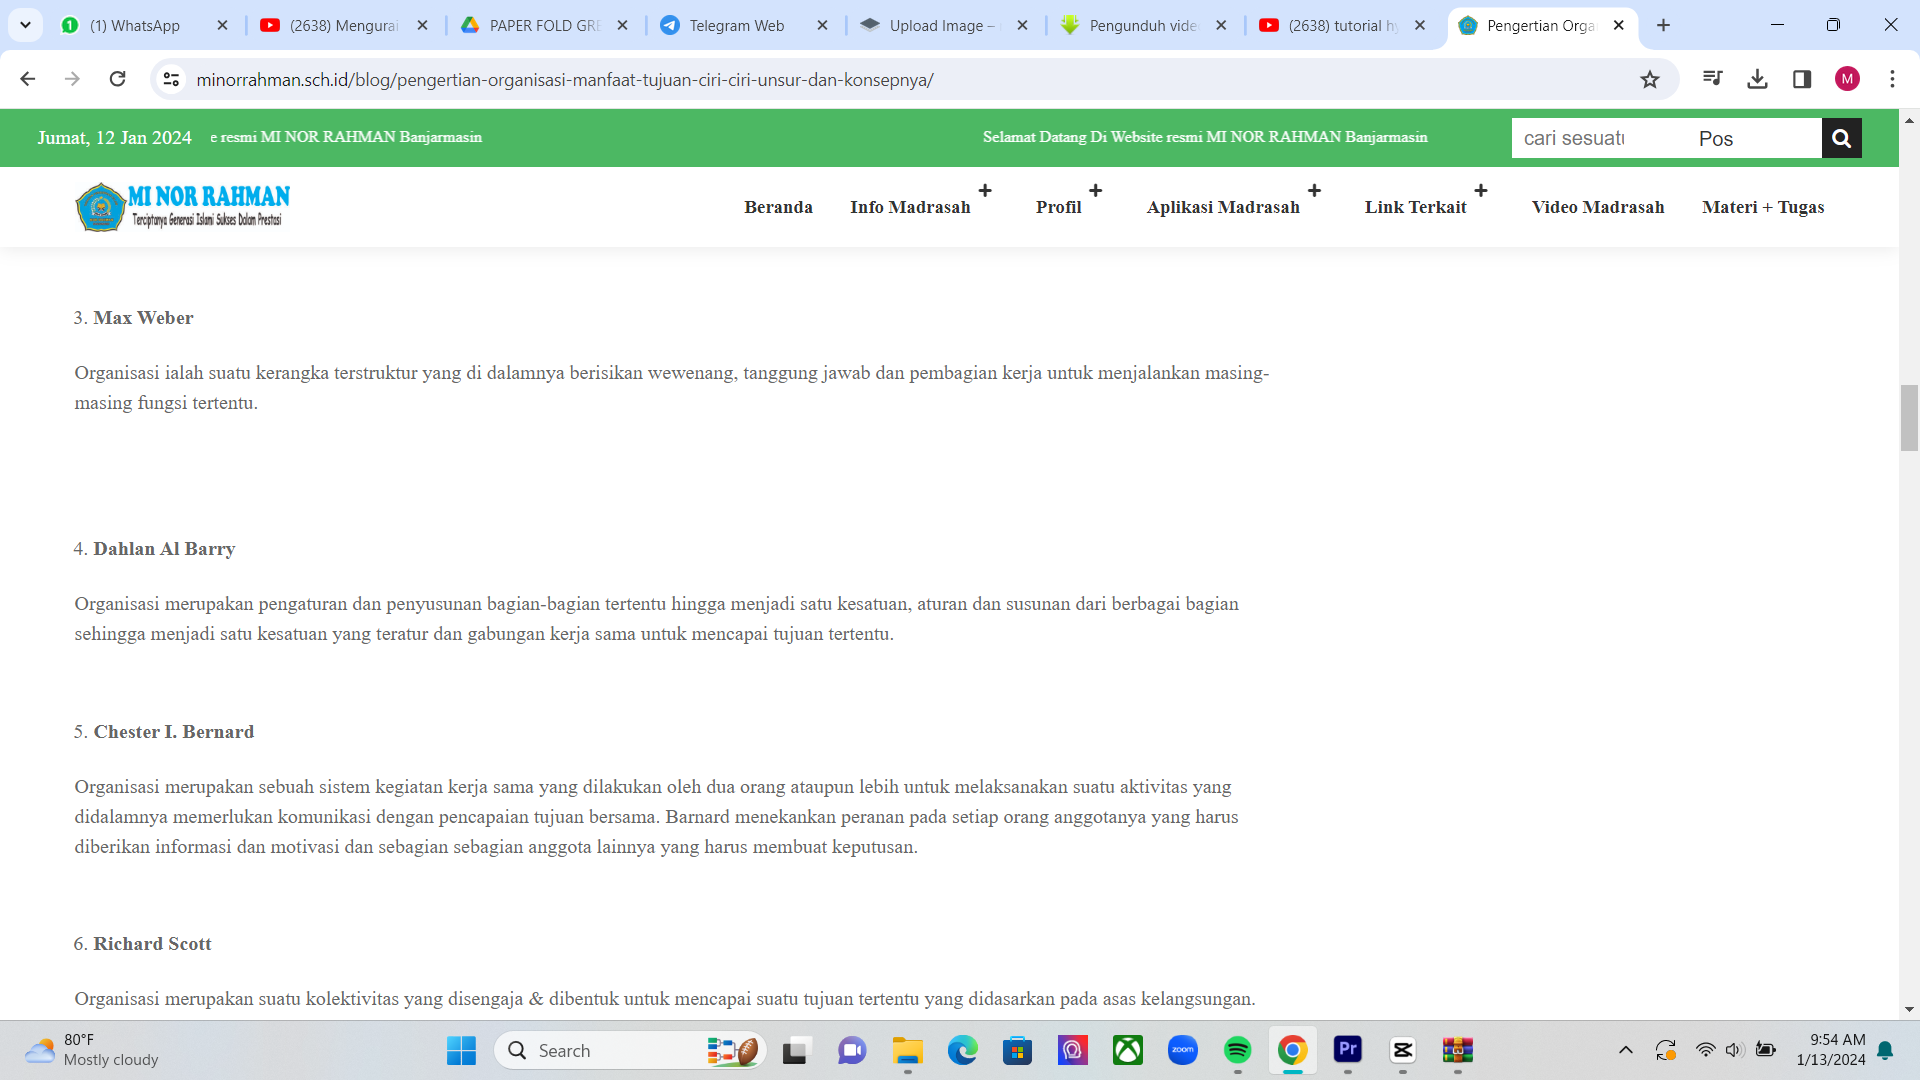 (1) WhatsApp
(2638) Mengurai
PAPER FOLD GRE
Telegram Web
Upload Image –
Pengunduh vide
(2638) tutorial hy
Pengertian Orga
minorrahman.sch.id/blog/pengertian-organisasi-manfaat-tujuan-ciri-ciri-unsur-dan-konsepnya/
M
Jumat, 12 Jan 2024
e resmi MI NOR RAHMAN Banjarmasin
Selamat Datang Di Website resmi MI NOR RAHMAN Banjarmasin
cari sesuatu
Pos
MI NOR RAHMAN
Terciptanya Generasi Islami Sukses Dalam Prestasi
Beranda
Info Madrasah +
Profil +
Aplikasi Madrasah +
Link Terkait +
Video Madrasah
Materi + Tugas
3. Max Weber
Organisasi ialah suatu kerangka terstruktur yang di dalamnya berisikan wewenang, tanggung jawab dan pembagian kerja untuk menjalankan masing-
masing fungsi tertentu.
4. Dahlan Al Barry
Organisasi merupakan pengaturan dan penyusunan bagian-bagian tertentu hingga menjadi satu kesatuan, aturan dan susunan dari berbagai bagian
sehingga menjadi satu kesatuan yang teratur dan gabungan kerja sama untuk mencapai tujuan tertentu.
5. Chester I. Bernard
Organisasi merupakan sebuah sistem kegiatan kerja sama yang dilakukan oleh dua orang ataupun lebih untuk melaksanakan suatu aktivitas yang
didalamnya memerlukan komunikasi dengan pencapaian tujuan bersama. Barnard menekankan peranan pada setiap orang anggotanya yang harus
diberikan informasi dan motivasi dan sebagian sebagian anggota lainnya yang harus membuat keputusan.
6. Richard Scott
Organisasi merupakan suatu kolektivitas yang disengaja & dibentuk untuk mencapai suatu tujuan tertentu yang didasarkan pada asas kelangsungan.
80°F
Mostly cloudy
Search
zoom
Pr
9:54 AM
1/13/2024